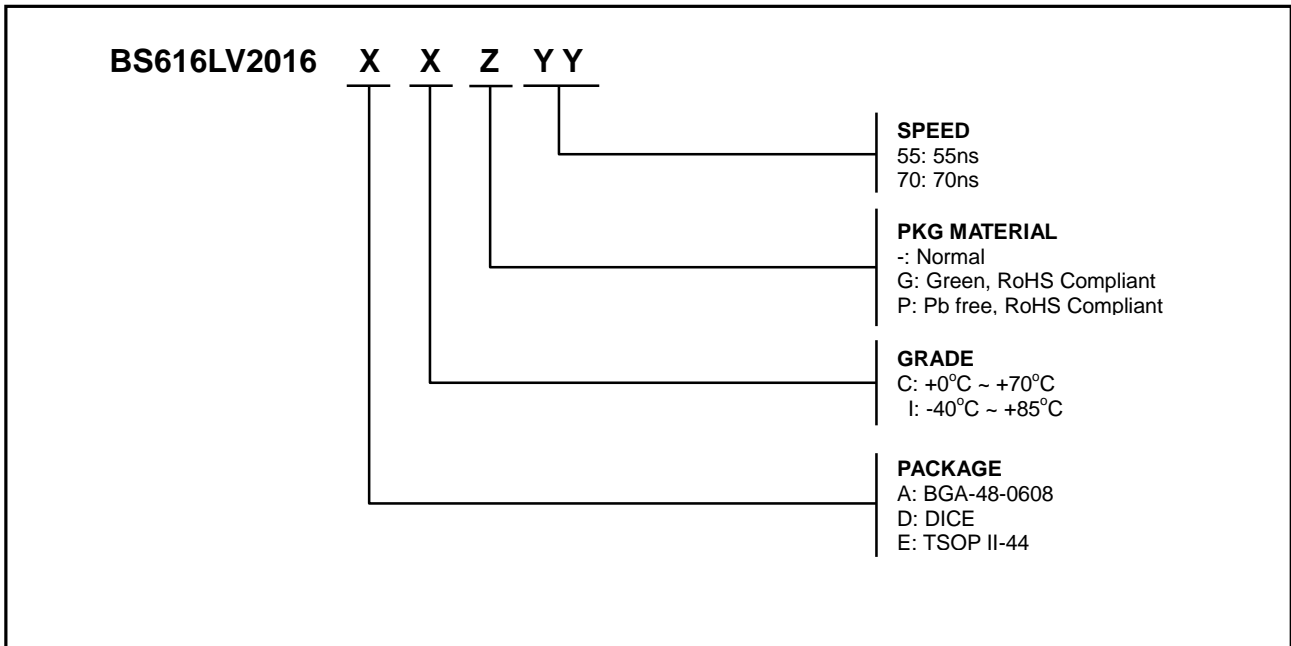 BS616LV2016 X X Z Y Y
SPEED
55: 55ns
70: 70ns
PKG MATERIAL
-: Normal
G: Green, RoHS Compliant
P: Pb free, RoHS Compliant
GRADE
C: +0°C ~ +70°C
I: -40°C ~ +85°C
PACKAGE
A: BGA-48-0608
D: DICE
E: TSOP II-44